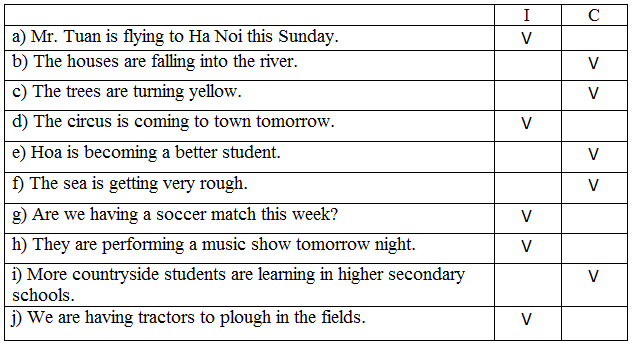 I C
a) Mr. Tuan is flying to Ha Noi this Sunday. V
b) The houses are falling into the river. V
c) The trees are turning yellow. V
d) The circus is coming to town tomorrow. V
e) Hoa is becoming a better student. V
f) The sea is getting very rough. V
g) Are we having a soccer match this week? V
h) They are performing a music show tomorrow night. V
i) More countryside students are learning in higher secondary V
schools.
j) We are having tractors to plough in the fields. V